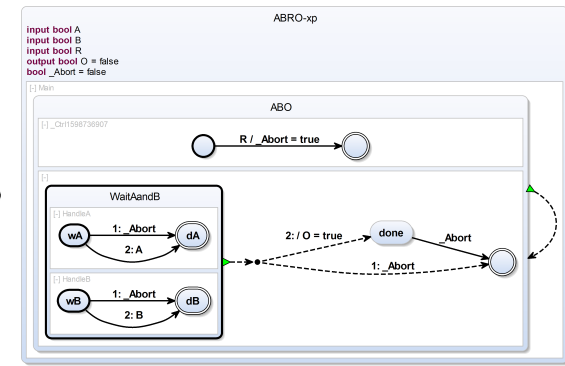 ABRO-xp
input bool A
input bool B
input bool R
output bool O = false
bool _Abort = false
[-] Main
ABO
[-] _Ctrl1598736907
R / _Abort = true
[-]
WaitAandB
[-] HandleA
wA
1: _Abort
2: A
dA
2: / O = true
done
_Abort
1: _Abort
[-] HandleB
wB
1: _Abort
2: B
dB